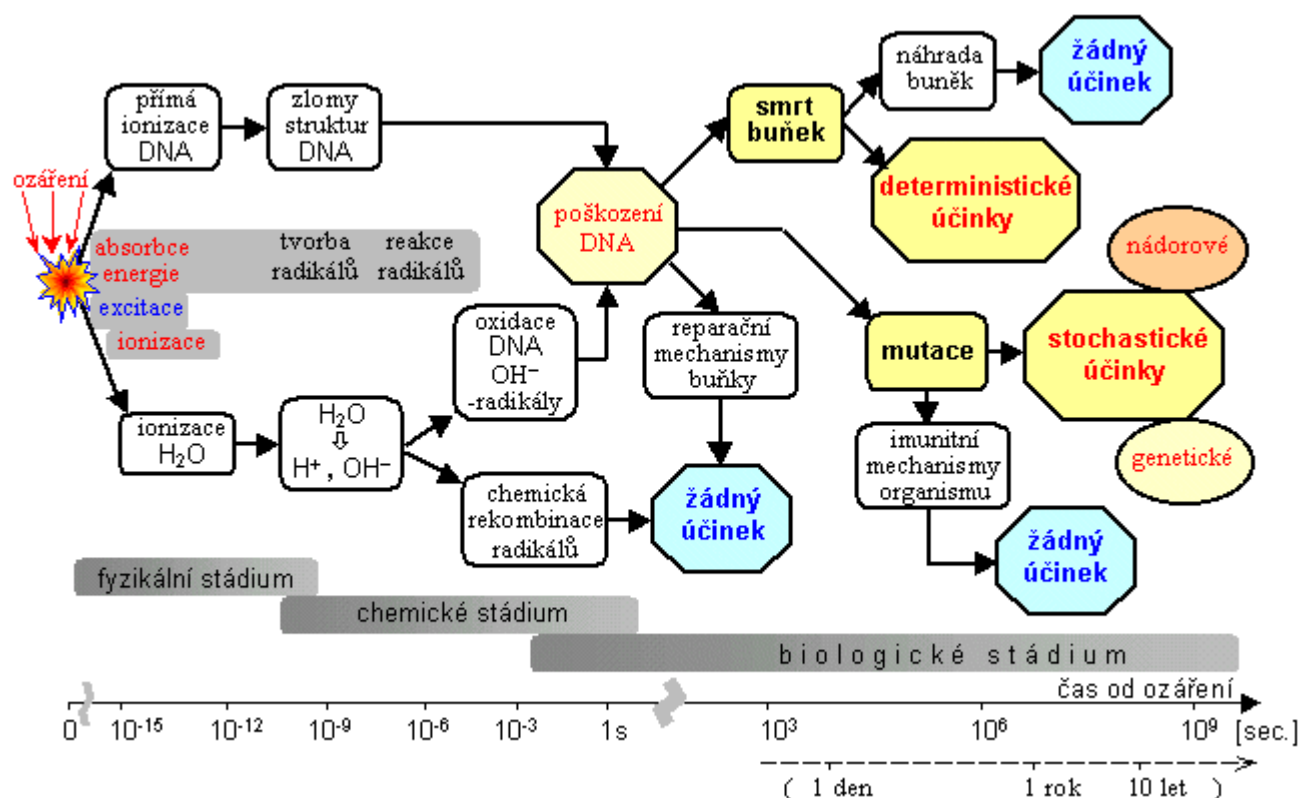 přímá
ionizace
DNA
zlomy
struktur
DNA
smrt
buňek
náhrada
buněk
žádný
účinek
ozáření
poškození
DNA
deterministické
účinky
absorbce
energie
tvorba
radikálů
reakce
radikálů
excitace
ionizace
nádorové
oxidace
DNA
OH⁻
-radikály
reparační
mechanismy
buňky
mutace
stochastické
účinky
ionizace
H₂O
H₂O
⇩
H⁺, OH⁻
imunitní
mechanismy
organismu
genetické
chemická
rekombinace
radikálů
žádný
účinek
žádný
účinek
fyzikální stádium
chemické stádium
biologické stádium
čas od ozáření
0 10⁻¹⁵ 10⁻¹² 10⁻⁹ 10⁻⁶ 10⁻³ 1s 10³ 10⁶ 10⁹ [sec.]
( 1 den 1 rok 10 let )